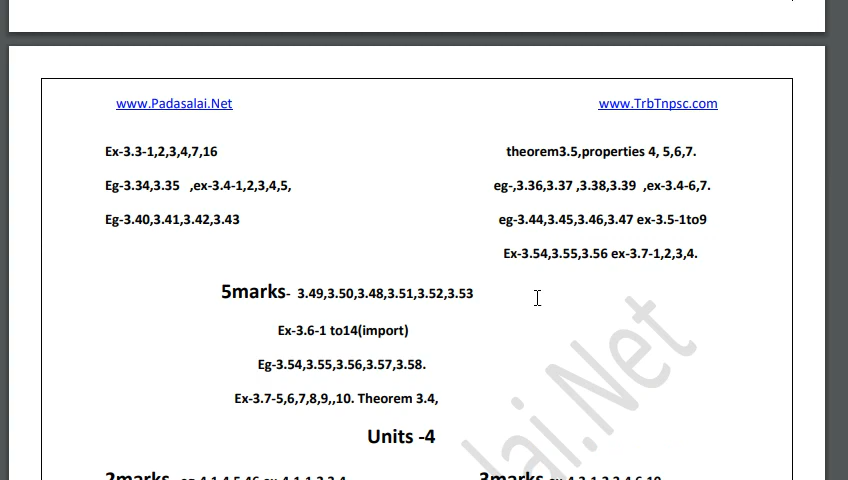 www.Padasalai.Net www.TrbTnpsc.com
Ex-3.3-1,2,3,4,7,16 theorem3.5,properties 4, 5,6,7.
Eg-3.34,3.35 ,ex-3.4-1,2,3,4,5, eg-,3.36,3.37 ,3.38,3.39 ,ex-3.4-6,7.
Eg-3.40,3.41,3.42,3.43 eg-3.44,3.45,3.46,3.47 ex-3.5-1to9
Ex-3.54,3.55,3.56 ex-3.7-1,2,3,4.
5marks- 3.49,3.50,3.48,3.51,3.52,3.53
Ex-3.6-1 to14(import)
Eg-3.54,3.55,3.56,3.57,3.58.
Ex-3.7-5,6,7,8,9,,10. Theorem 3.4,
Units -4
2marks 3marks
lai.Net